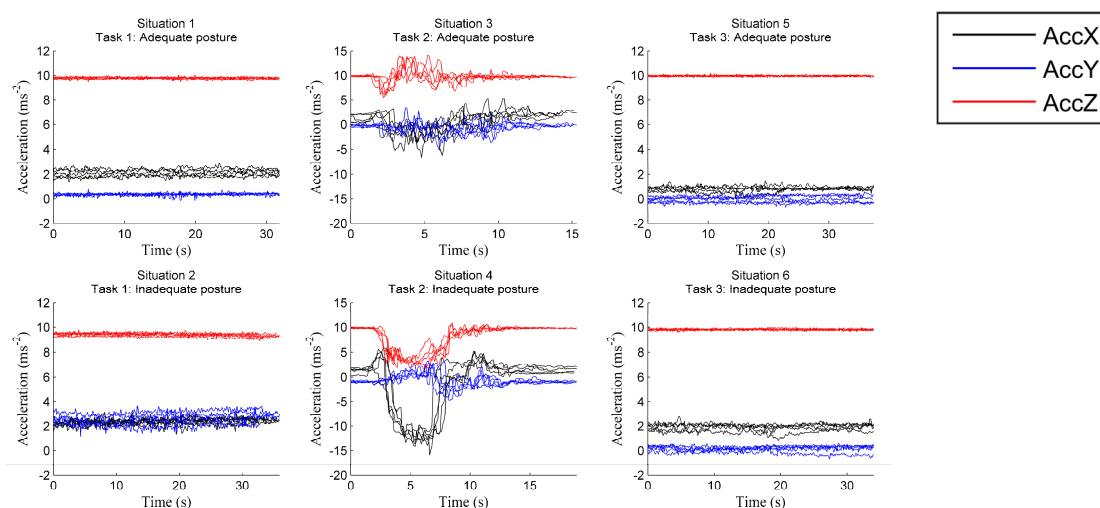 Situation 1
Task 1: Adequate posture
12
10
8
6
4
2
0
-2
Acceleration (ms-2)
0 10 20 30
Time (s)
Situation 3
Task 2: Adequate posture
15
10
5
0
-5
-10
-15
-20
Acceleration (ms-2)
0 5 10 15
Time (s)
Situation 5
Task 3: Adequate posture
12
10
8
6
4
2
0
-2
Acceleration (ms-2)
0 10 20 30
Time (s)
AccX
AccY
AccZ
Situation 2
Task 1: Inadequate posture
12
10
8
6
4
2
0
-2
Acceleration (ms-2)
0 10 20 30
Time (s)
Situation 4
Task 2: Inadequate posture
15
10
5
0
-5
-10
-15
-20
Acceleration (ms-2)
0 5 10 15
Time (s)
Situation 6
Task 3: Inadequate posture
12
10
8
6
4
2
0
-2
Acceleration (ms-2)
0 10 20 30
Time (s)